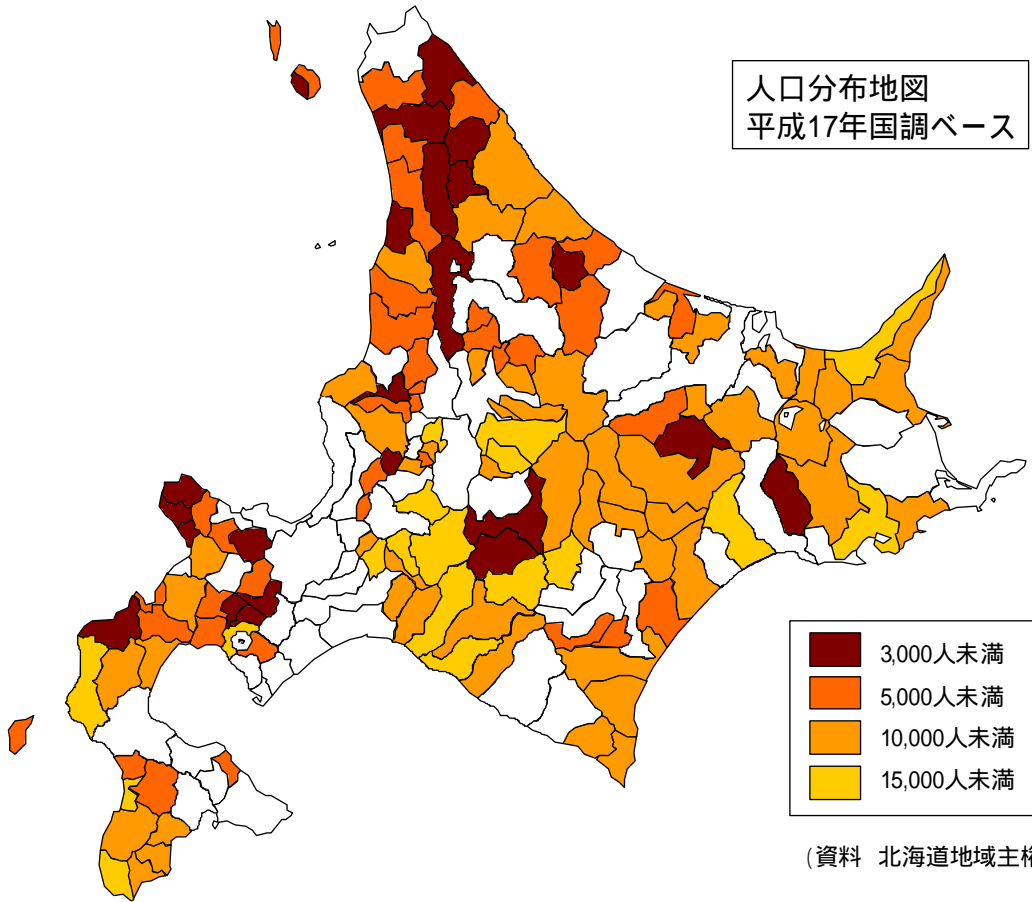 人口分布地図
平成17年国調ベース
3,000人未満
5,000人未満
10,000人未満
15,000人未満
(資料 北海道地域主権